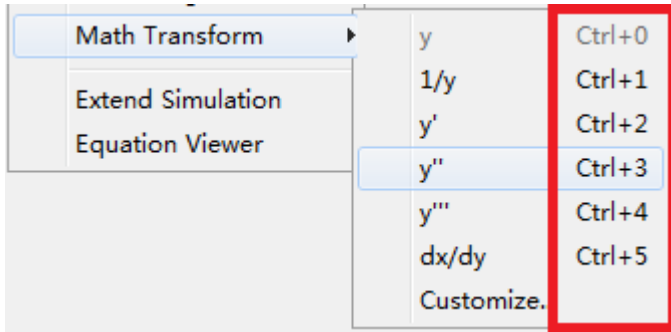 Math Transform
Extend Simulation
Equation Viewer
y Ctrl+0
1/y Ctrl+1
y' Ctrl+2
y'' Ctrl+3
y''' Ctrl+4
dx/dy Ctrl+5
Customize..